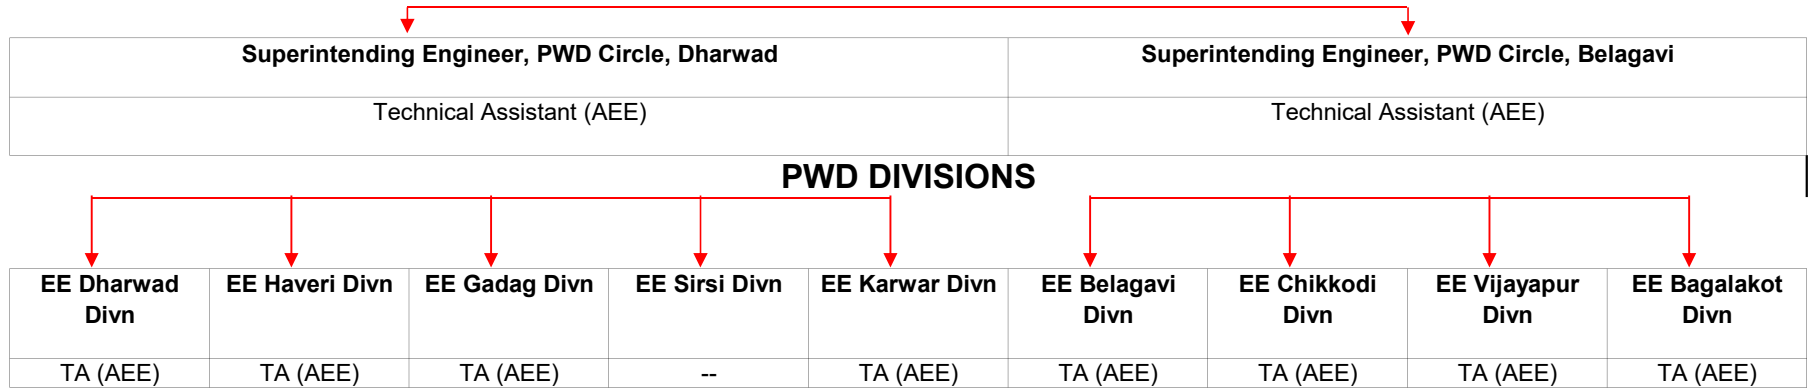 Superintending Engineer, PWD Circle, Dharwad
Superintending Engineer, PWD Circle, Belagavi
Technical Assistant (AEE)
Technical Assistant (AEE)
PWD DIVISIONS
EE Dharwad
Divn
EE Haveri Divn
EE Gadag Divn
EE Sirsi Divn
EE Karwar Divn
EE Belagavi
Divn
EE Chikkodi
Divn
EE Vijayapur
Divn
EE Bagalakot
Divn
TA (AEE)
TA (AEE)
TA (AEE)
--
TA (AEE)
TA (AEE)
TA (AEE)
TA (AEE)
TA (AEE)